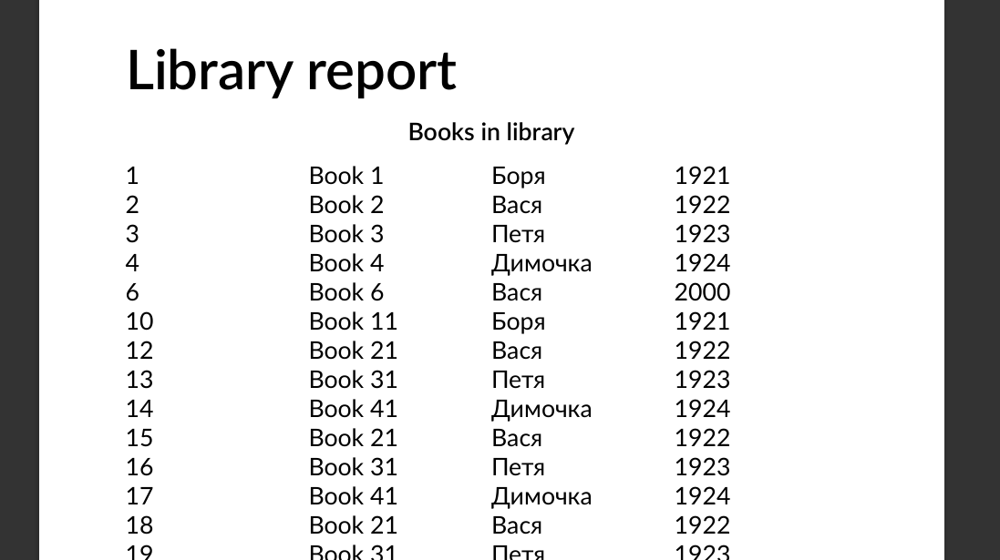 Library report
Books in library
1 Book 1 Боря 1921
2 Book 2 Вася 1922
3 Book 3 Петя 1923
4 Book 4 Димочка 1924
6 Book 6 Вася 2000
10 Book 11 Боря 1921
12 Book 21 Вася 1922
13 Book 31 Петя 1923
14 Book 41 Димочка 1924
15 Book 21 Вася 1922
16 Book 31 Петя 1923
17 Book 41 Димочка 1924
18 Book 21 Вася 1922
19 Book 31 Петя 1923